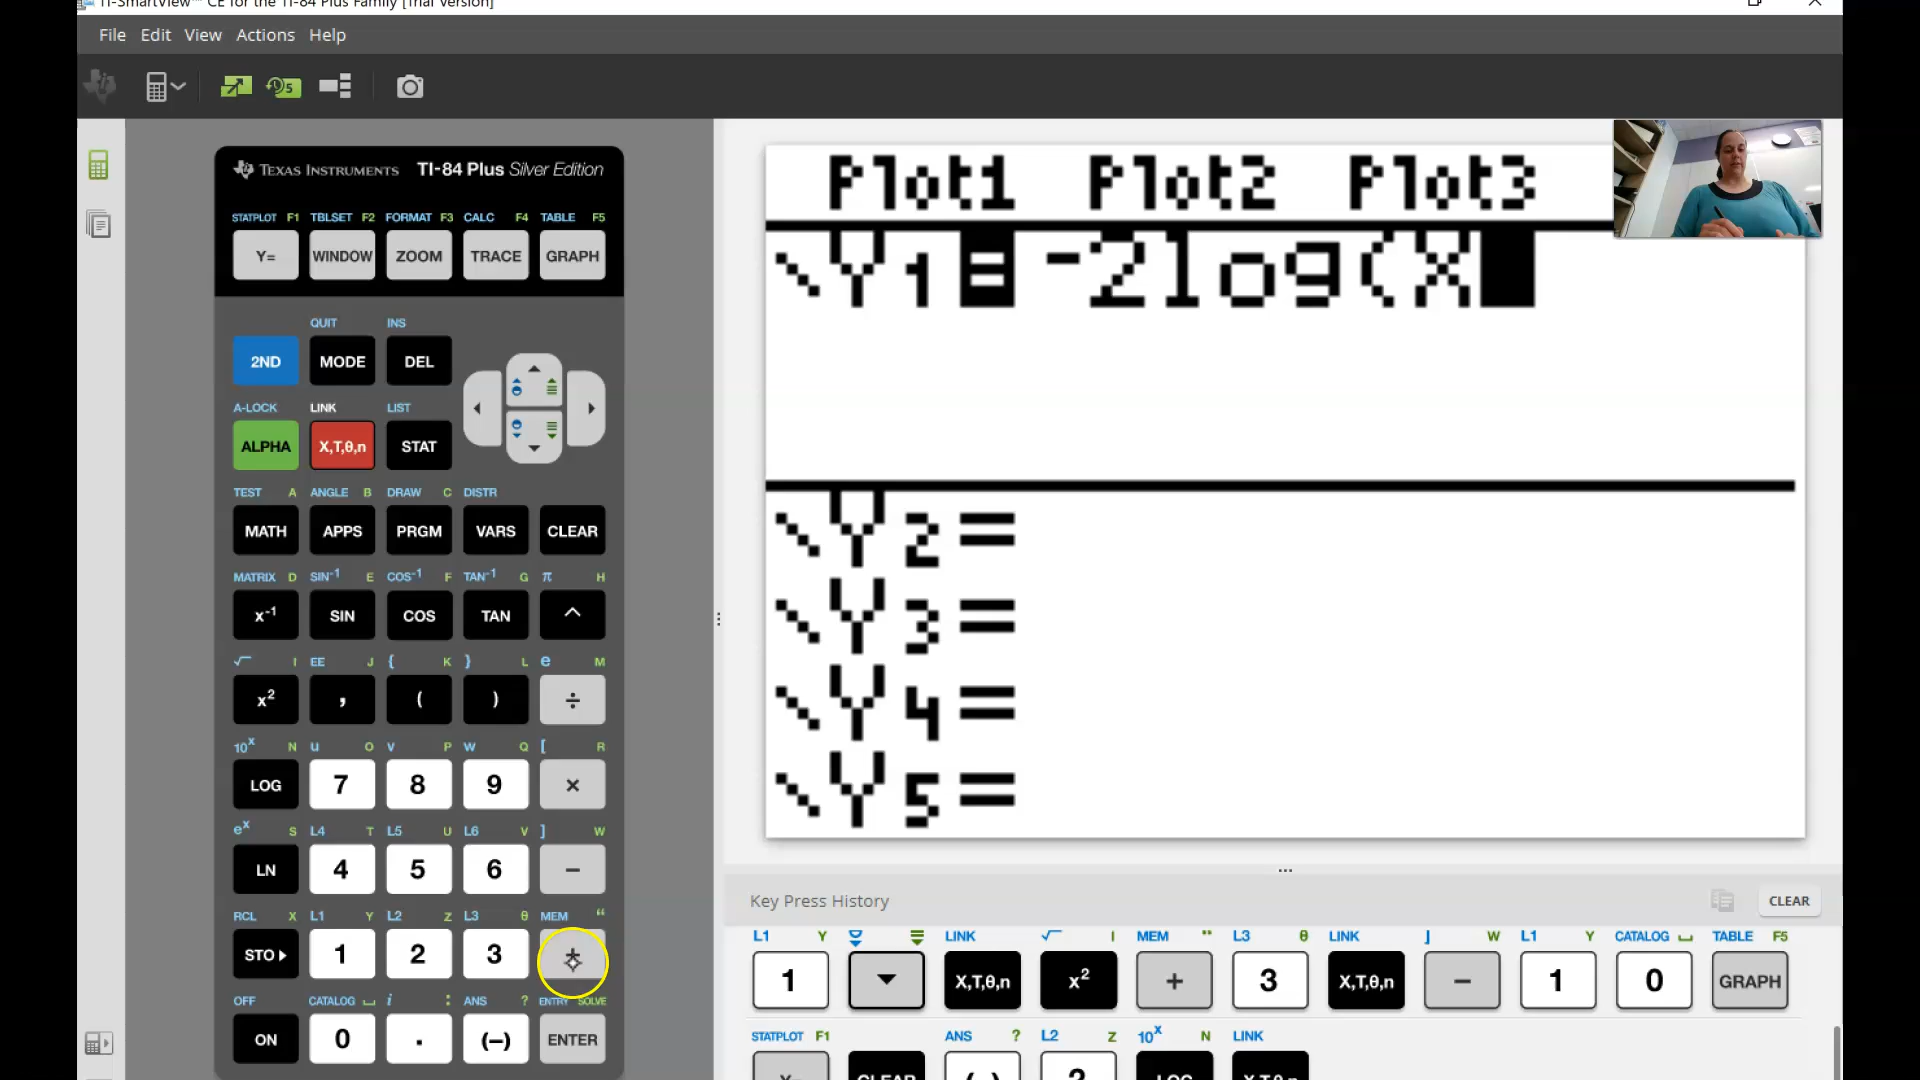 TI-SmartView™ CE for the TI-84 Plus Family [Trial Version]
File Edit View Actions Help
5
TEXAS INSTRUMENTS TI-84 Plus Silver Edition
STATPLOT F1 TBLSET F2 FORMAT F3 CALC F4 TABLE F5
Y= WINDOW ZOOM TRACE GRAPH
QUIT INS
2ND MODE DEL
A-LOCK LINK LIST
ALPHA X,T,θ,n STAT
TEST A ANGLE B DRAW C DISTR
MATH APPS PRGM VARS CLEAR
MATRIX D SIN⁻¹ E COS⁻¹ F TAN⁻¹ G π H
x⁻¹ SIN COS TAN ^
√ I EE J { K } L e M
x² , ( ) ÷
10ˣ N u O v P w Q [ R
LOG 7 8 9 ×
eˣ S L4 T L5 U L6 V ] W
LN 4 5 6 −
RCL X L1 Y L2 Z L3 θ MEM "
STO▸ 1 2 3 +
OFF CATALOG ⎵ i : ANS ? ENTRY SOLVE
ON 0 . (−) ENTER
Plot1 Plot2 Plot3
\Y1=-2log(X
\Y2=
\Y3=
\Y4=
\Y5=
Key Press History CLEAR
L1 Y LINK √ I MEM " L3 θ LINK ] W L1 Y CATALOG ⎵ TABLE F5
1 X,T,θ,n x² + 3 X,T,θ,n − 1 0 GRAPH
STATPLOT F1 ANS ? L2 Z 10ˣ N LINK
Y= CLEAR (−) 2 LOG X,T,θ,n